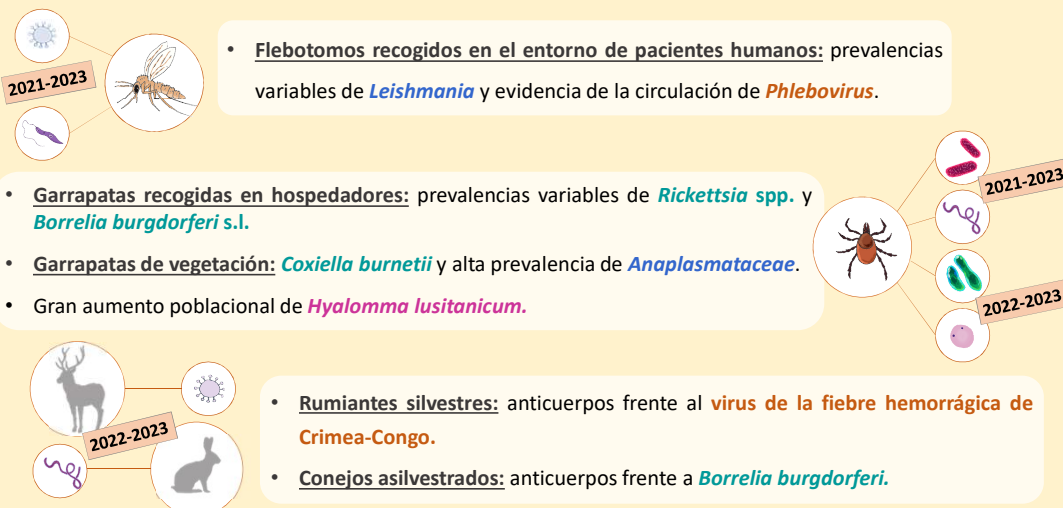 2021-2023
• Flebotomos recogidos en el entorno de pacientes humanos: prevalencias
variables de Leishmania y evidencia de la circulación de Phlebovirus.
• Garrapatas recogidas en hospedadores: prevalencias variables de Rickettsia spp. y
Borrelia burgdorferi s.l.
• Garrapatas de vegetación: Coxiella burnetii y alta prevalencia de Anaplasmataceae.
• Gran aumento poblacional de Hyalomma lusitanicum.
2021-2023
2022-2023
2022-2023
• Rumiantes silvestres: anticuerpos frente al virus de la fiebre hemorrágica de
Crimea-Congo.
• Conejos asilvestrados: anticuerpos frente a Borrelia burgdorferi.